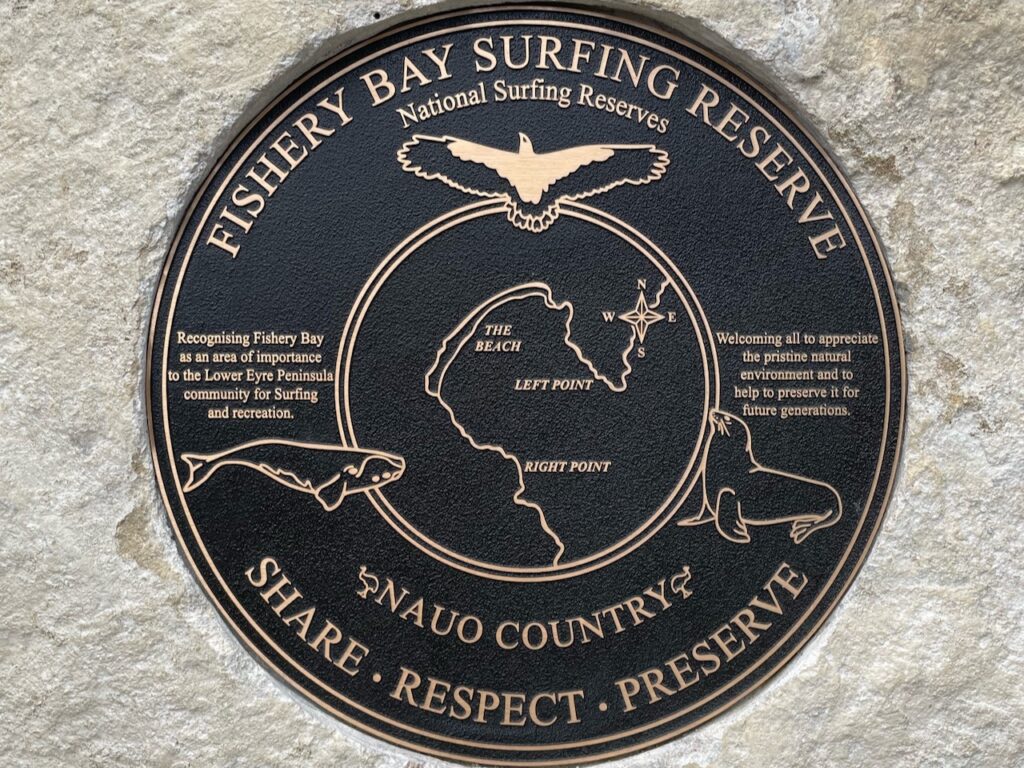 FISHERY BAY SURFING RESERVE
National Surfing Reserves
N
W E
S
THE
BEACH
LEFT POINT
RIGHT POINT
Recognising Fishery Bay
as an area of importance
to the Lower Eyre Peninsula
community for Surfing
and recreation.
Welcoming all to appreciate
the pristine natural
environment and to
help to preserve it for
future generations.
NAUO COUNTRY
SHARE · RESPECT · PRESERVE